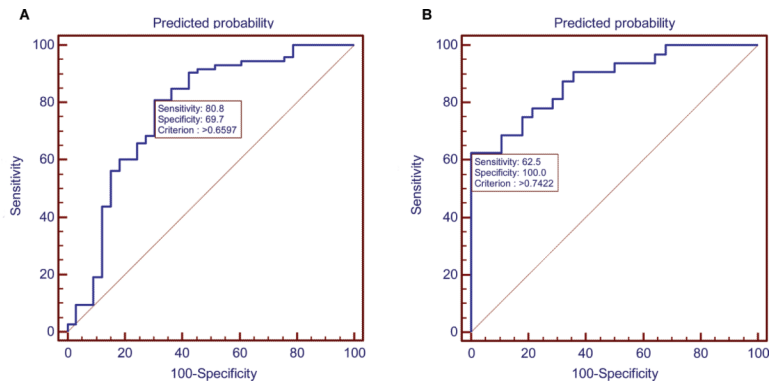 A
Predicted probability
100
80
60
40
20
0
Sensitivity
Sensitivity: 80.8
Specificity: 69.7
Criterion : >0.6597
0 20 40 60 80 100
100-Specificity
B
Predicted probability
100
80
60
40
20
0
Sensitivity
Sensitivity: 62.5
Specificity: 100.0
Criterion : >0.7422
0 20 40 60 80 100
100-Specificity